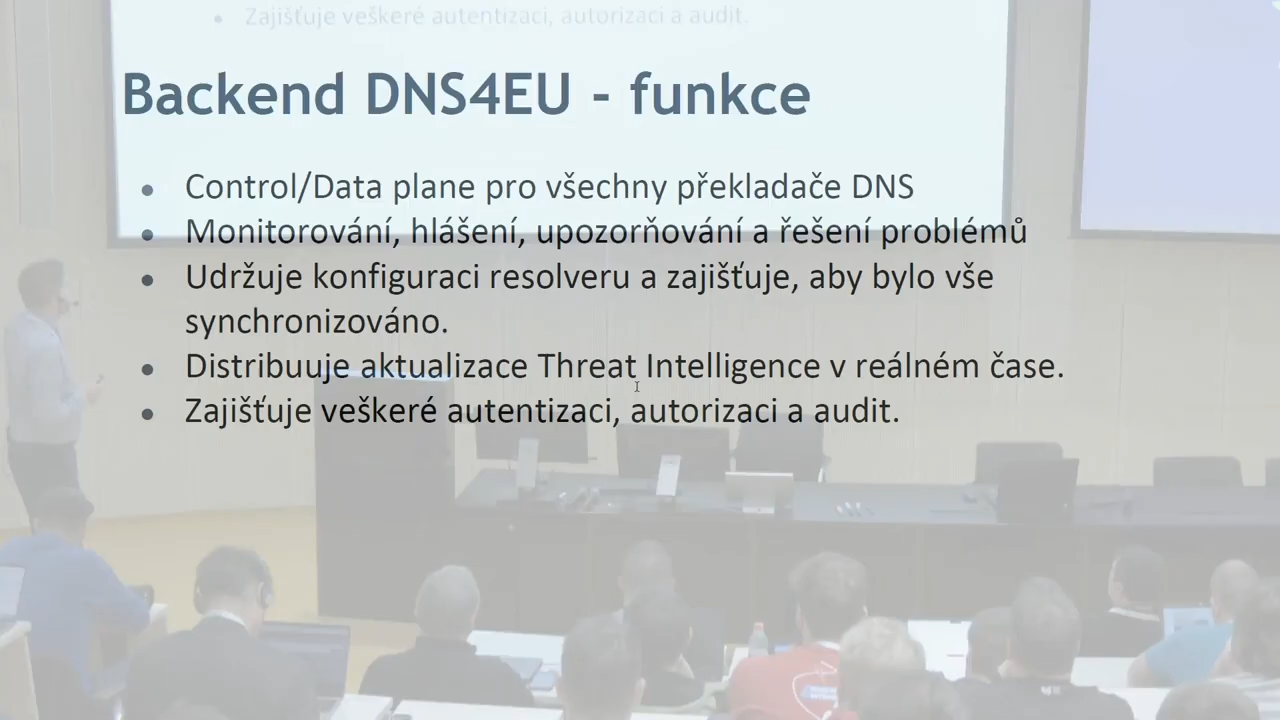 Zajišťuje veškeré autentizaci, autorizaci a audit.
Backend DNS4EU - funkce
Control/Data plane pro všechny překladače DNS
Monitorování, hlášení, upozorňování a řešení problémů
Udržuje konfiguraci resolveru a zajišťuje, aby bylo vše
synchronizováno.
Distribuuje aktualizace Threat Intelligence v reálném čase.
Zajišťuje veškeré autentizaci, autorizaci a audit.